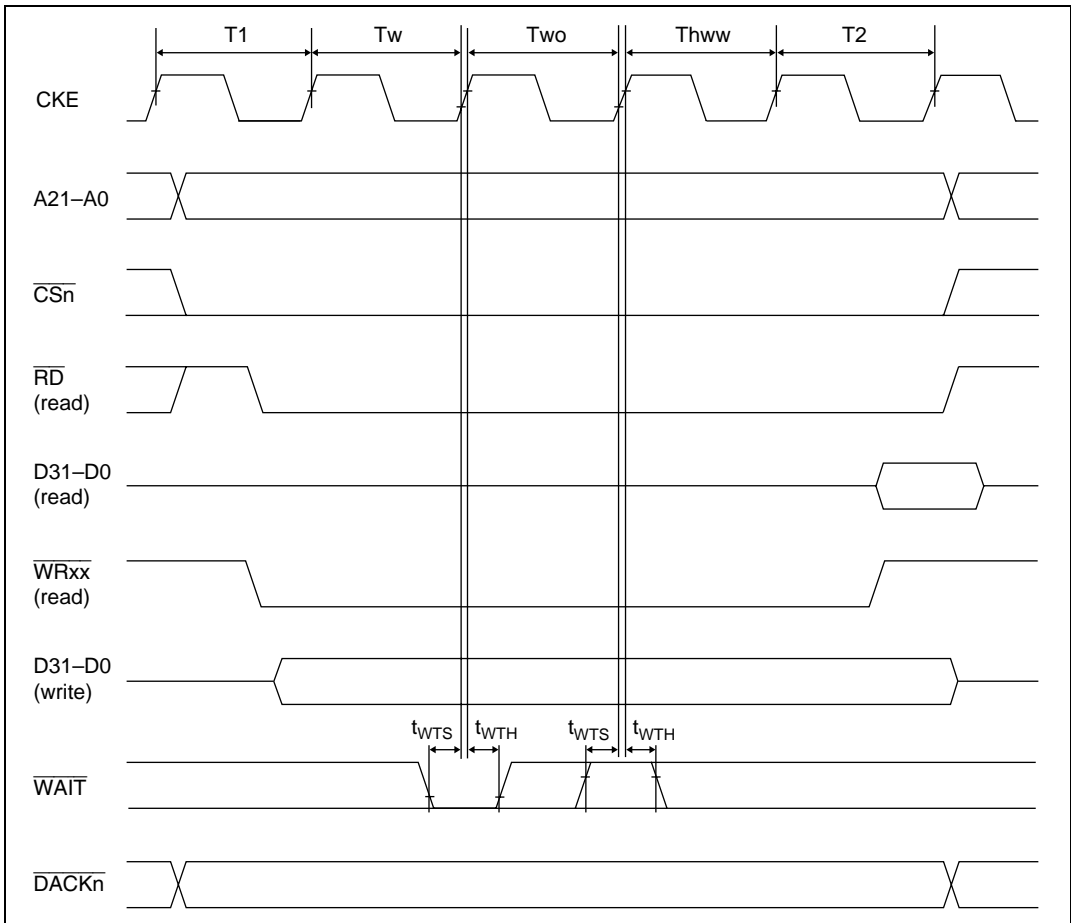 T1 Tw Two Thww T2
CKE
A21–A0
CSn
RD
(read)
D31–D0
(read)
WRxx
(read)
D31–D0
(write)
tWTS tWTH tWTS tWTH
WAIT
DACKn